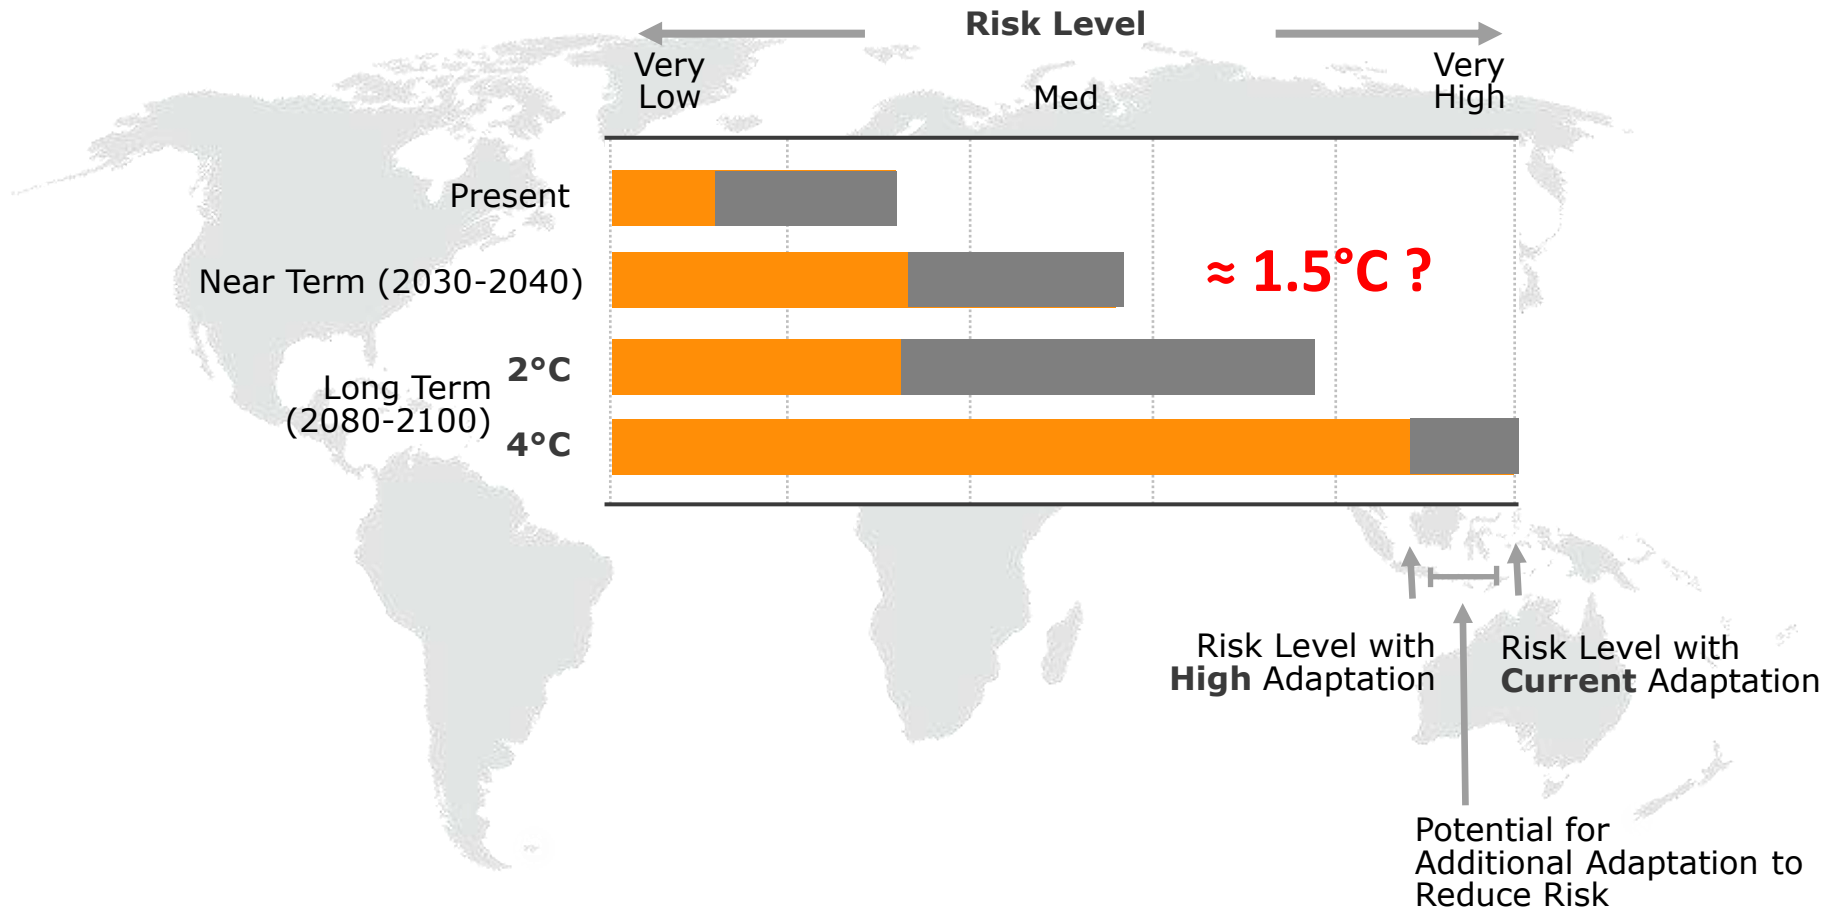 Risk Level
Very
Low
Med
Very
High
Present
Near Term (2030-2040)
≈ 1.5°C ?
2°C
Long Term
(2080-2100)
4°C
Risk Level with
High Adaptation
Risk Level with
Current Adaptation
Potential for
Additional Adaptation to
Reduce Risk